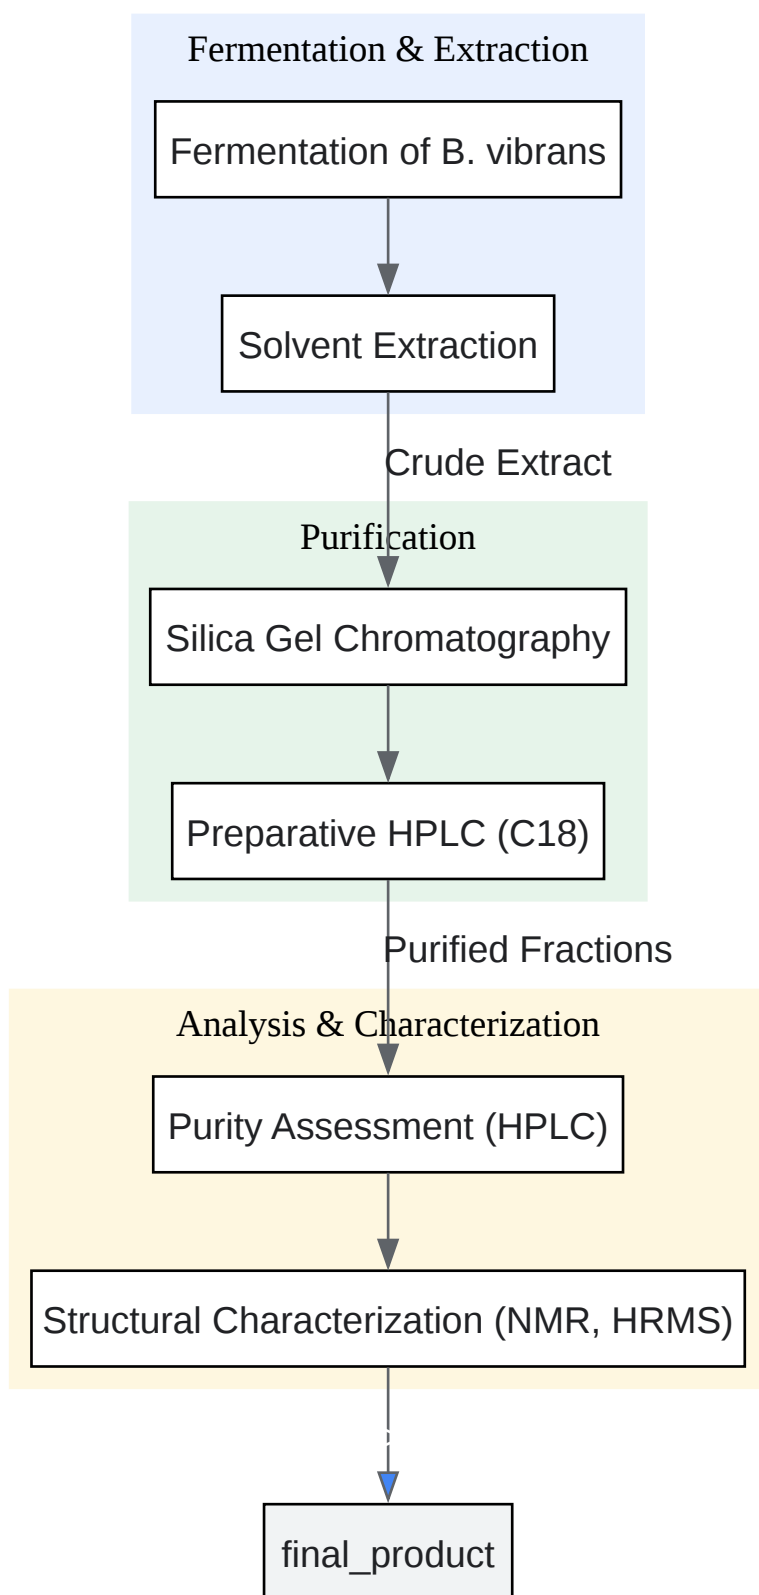 Fermentation & Extraction
Fermentation of B. vibrans
Solvent Extraction
Crude Extract
Purification
Silica Gel Chromatography
Preparative HPLC (C18)
Purified Fractions
Analysis & Characterization
Purity Assessment (HPLC)
Structural Characterization (NMR, HRMS)
final_product